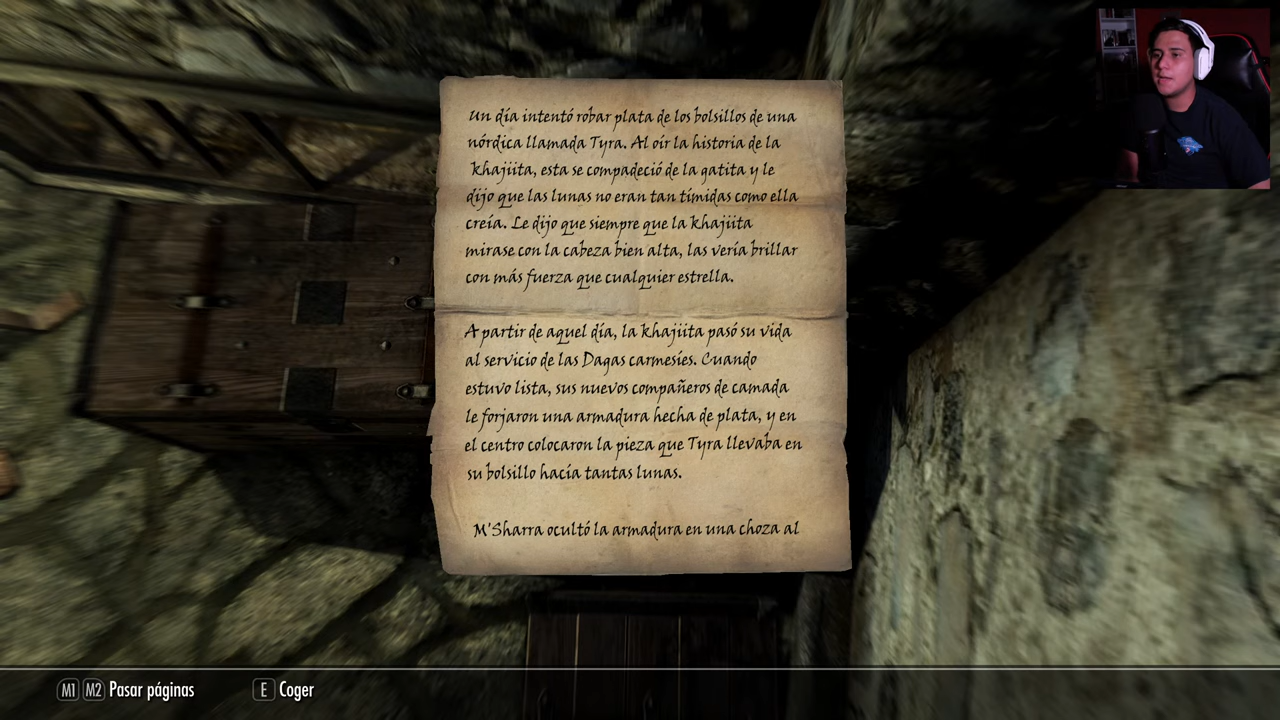 Un día intentó robar plata de los bolsillos de una
nórdica llamada Tyra. Al oír la historia de la
khajiita, esta se compadeció de la gatita y le
dijo que las lunas no eran tan tímidas como ella
creía. Le dijo que siempre que la khajiita
mirase con la cabeza bien alta, las vería brillar
con más fuerza que cualquier estrella.
A partir de aquel día, la khajiita pasó su vida
al servicio de las Dagas carmesíes. Cuando
estuvo lista, sus nuevos compañeros de camada
le forjaron una armadura hecha de plata, y en
el centro colocaron la pieza que Tyra llevaba en
su bolsillo hacía tantas lunas.
M'Sharra ocultó la armadura en una choza al
M1 M2 Pasar páginas E Coger